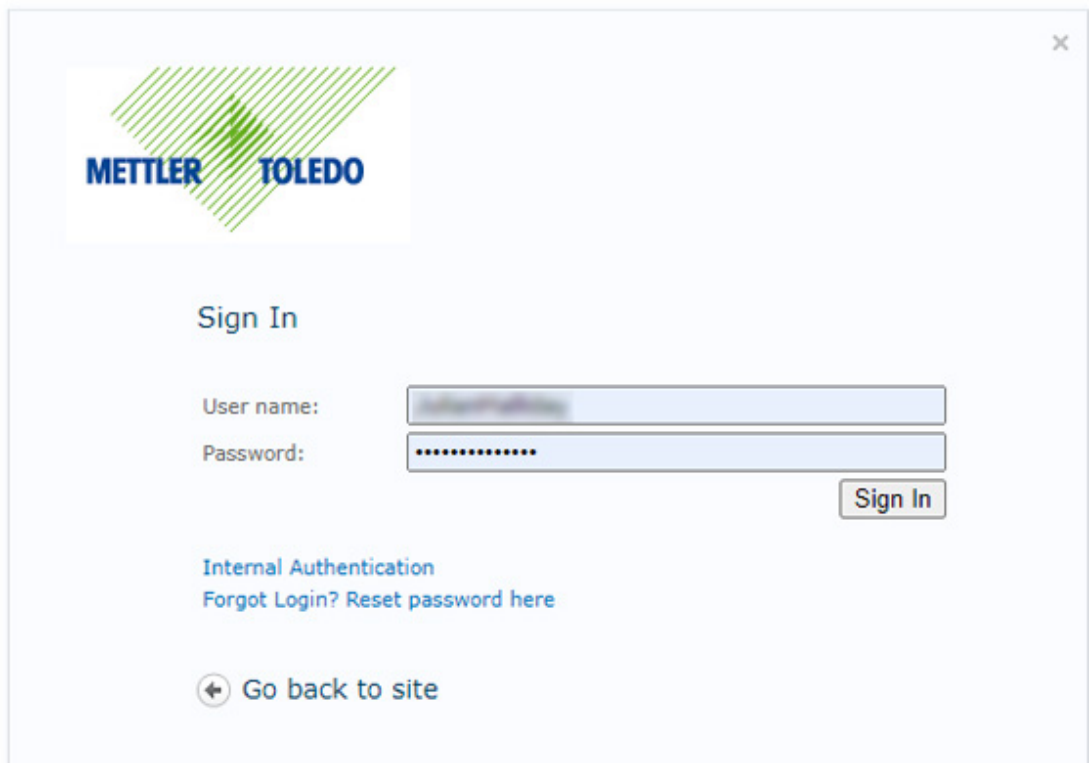 METTLER TOLEDO
Sign In
User name:
Password: ••••••••••••••
Sign In
Internal Authentication
Forgot Login? Reset password here
Go back to site